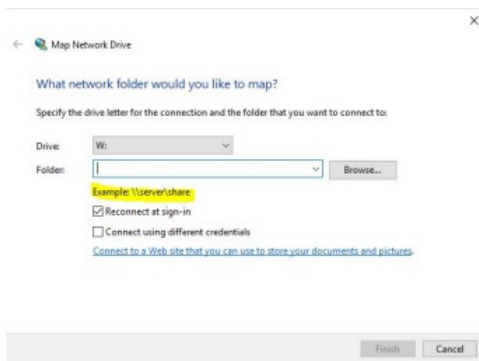 Map Network Drive
What network folder would you like to map?
Specify the drive letter for the connection and the folder that you want to connect to:
Drive: W:
Folder: Browse...
Example: \\server\share
Reconnect at sign-in
Connect using different credentials
Connect to a Web site that you can use to store your documents and pictures.
Finish Cancel